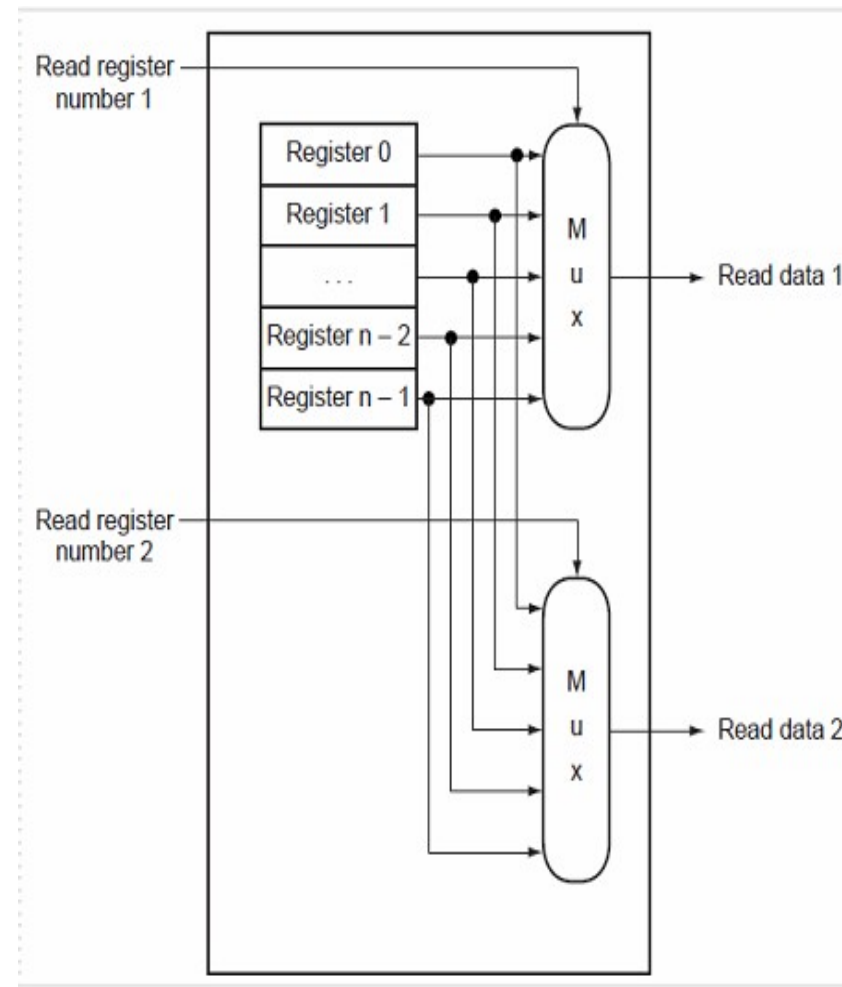 Read register
number 1
Register 0
Register 1
. . .
Register n – 2
Register n – 1
M
u
x
Read data 1
Read register
number 2
M
u
x
Read data 2